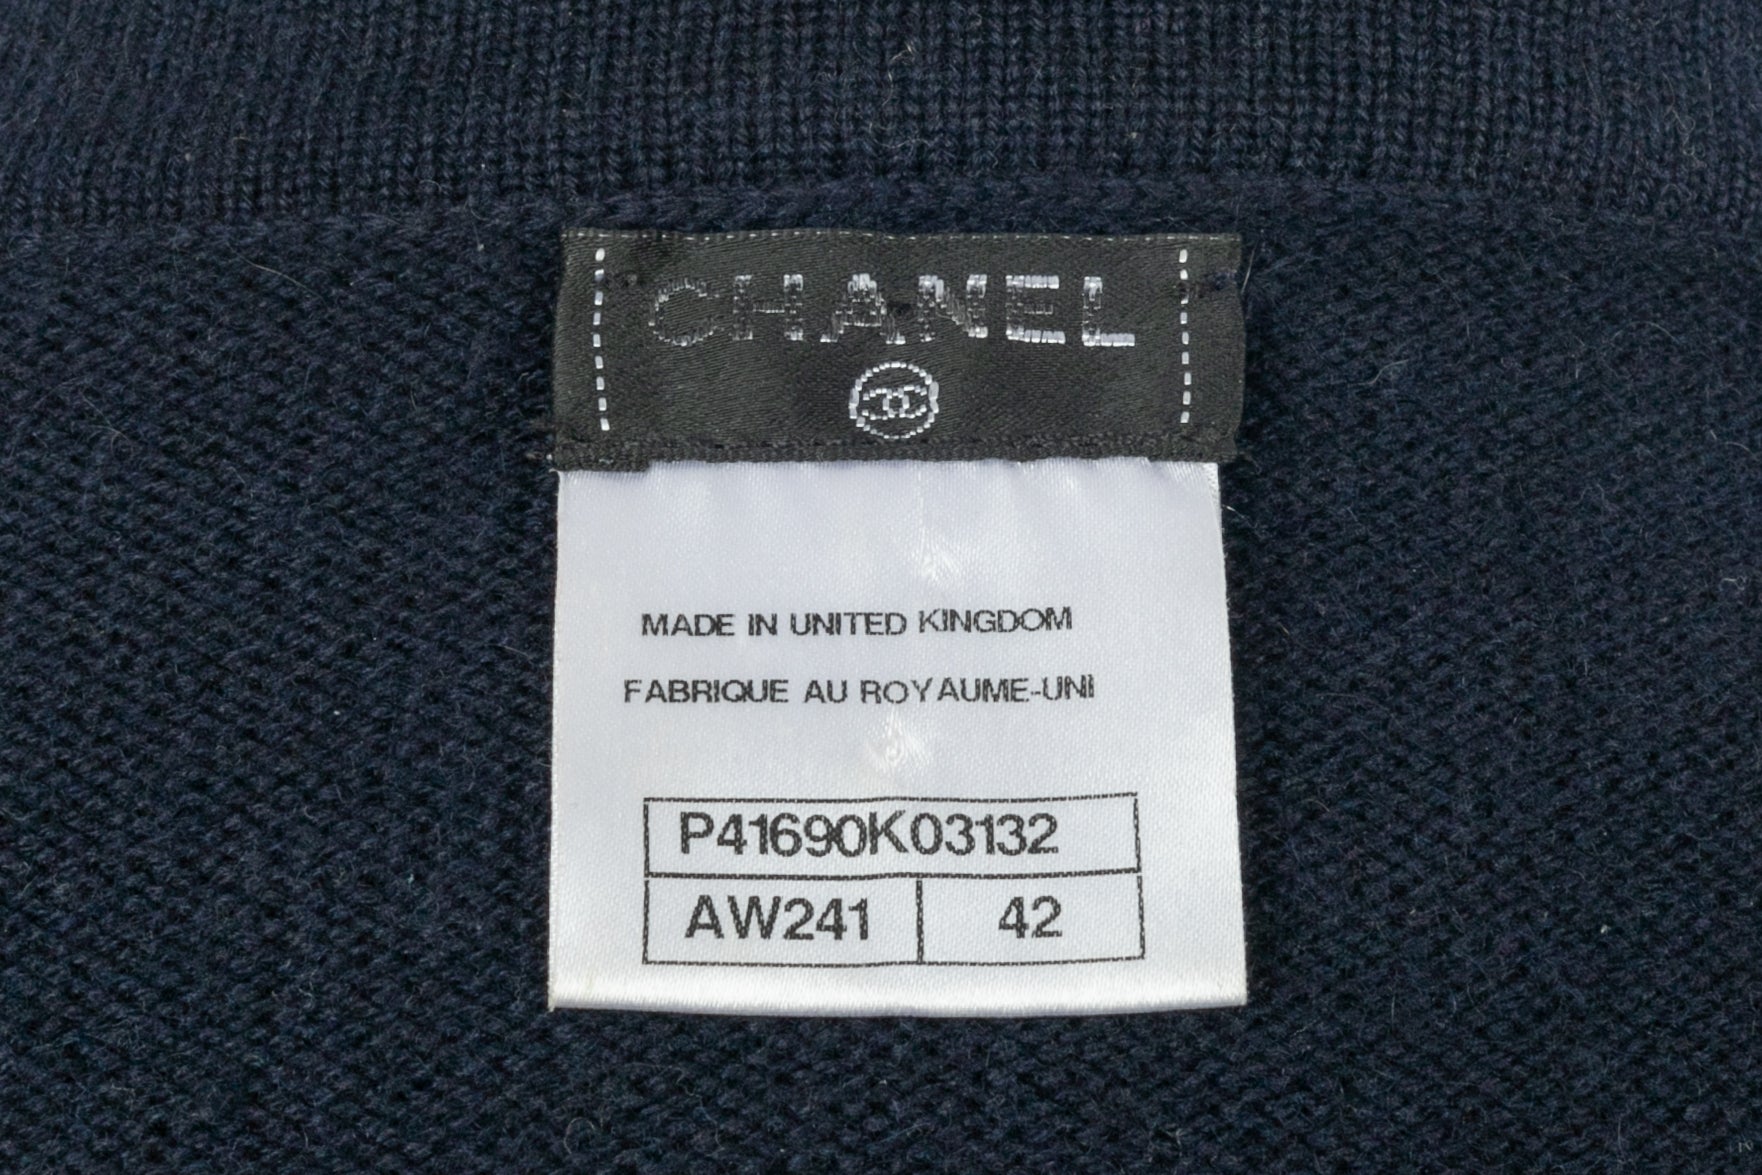 CHANEL
MADE IN UNITED KINGDOM
FABRIQUE AU ROYAUME-UNI
P41690K03132
AW241 42